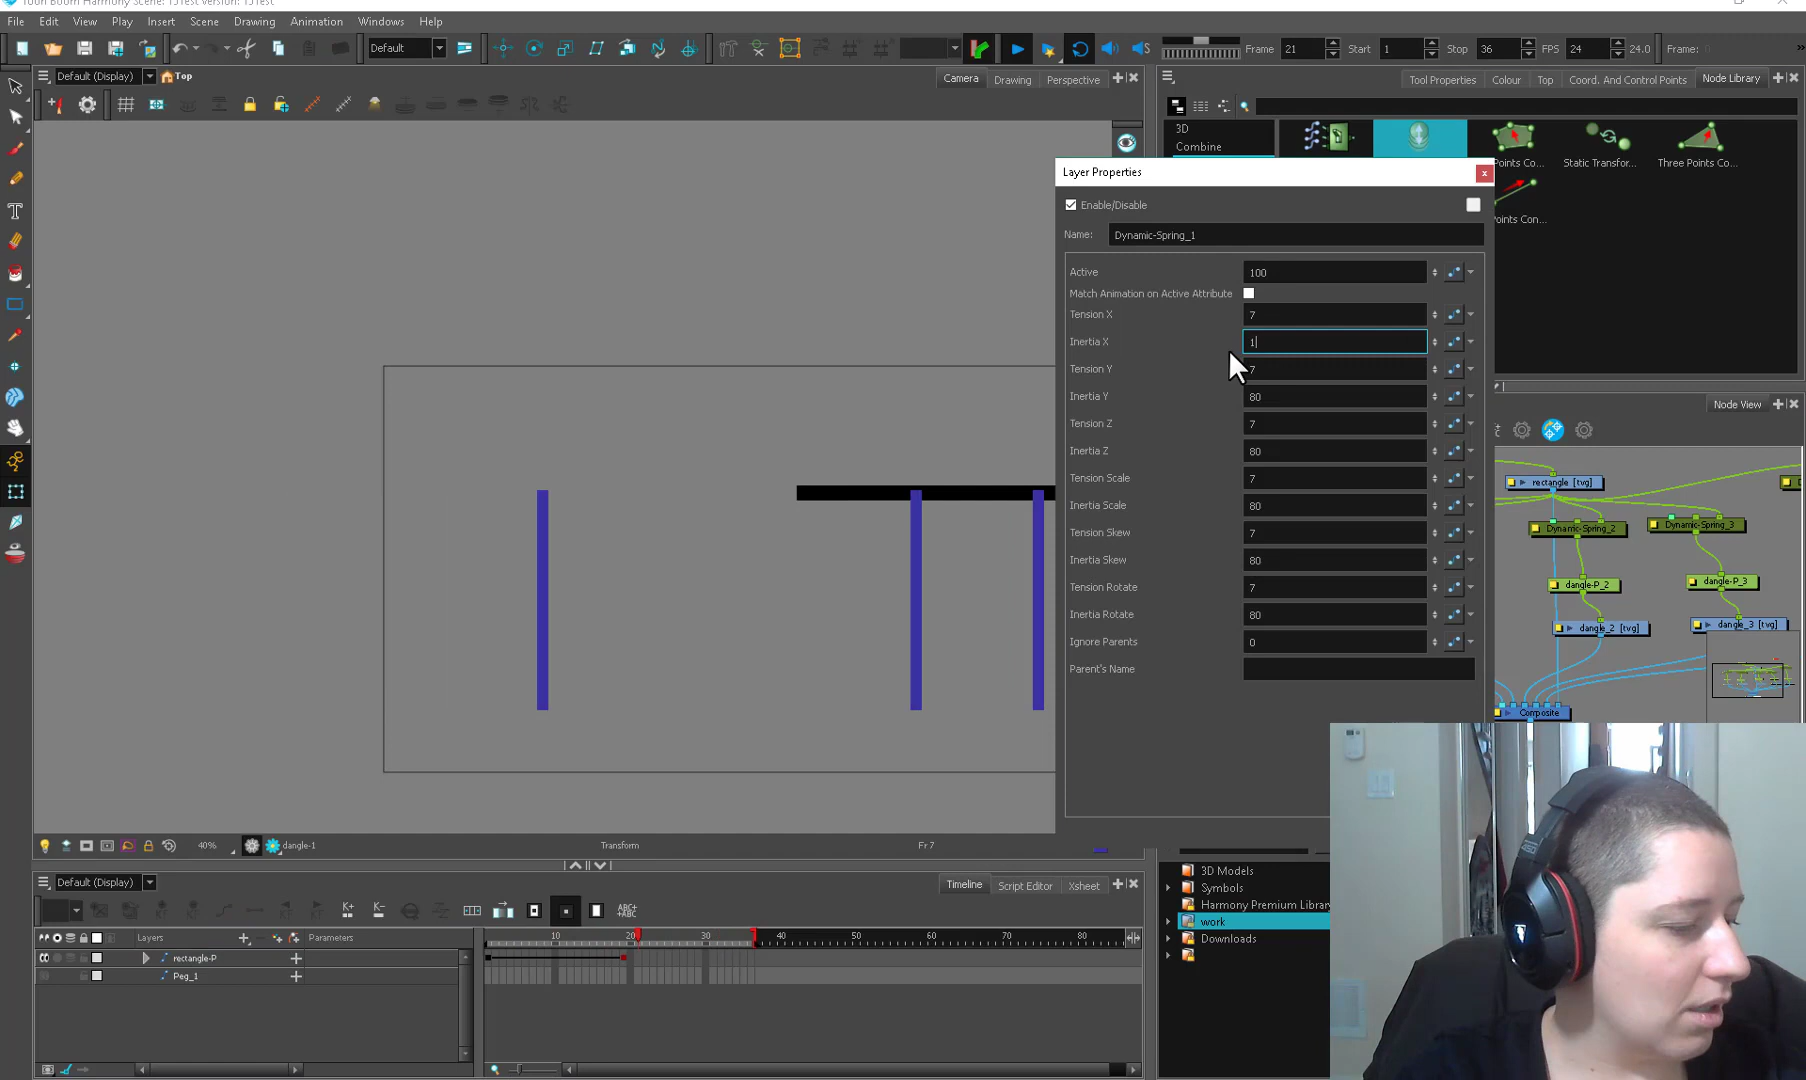 File Edit View Play Insert Scene Drawing Animation Windows Help
Default
Frame 21 Start 1 Stop 36 FPS 24 24.0 Frame:
Default (Display) Top
Camera Drawing Perspective
Tool Properties Colour Top Coord. And Control Points Node Library
3D
Combine
Points Co... Static Transfor... Three Points Co...
Points Con...
Layer Properties
Enable/Disable
Name: Dynamic-Spring_1
Active 100
Match Animation on Active Attribute
Tension X 7
Inertia X 1
Tension Y 7
Inertia Y 80
Tension Z 7
Inertia Z 80
Tension Scale 7
Inertia Scale 80
Tension Skew 7
Inertia Skew 80
Tension Rotate 7
Inertia Rotate 80
Ignore Parents 0
Parent's Name
Node View
rectangle [tvg]
Dynamic-Spring_2 Dynamic-Spring_3
dangle-P_2 dangle-P_3
dangle_2 [tvg] dangle_3 [tvg]
Composite
40% dangle-1 Transform Fr 7
Default (Display)
Timeline Script Editor Xsheet
K+ K- ABC+ +ABC
Layers Parameters
10 20 30 40 50 60 70 80
rectangle-P
Peg_1
3D Models
Symbols
Harmony Premium Library
work
Downloads